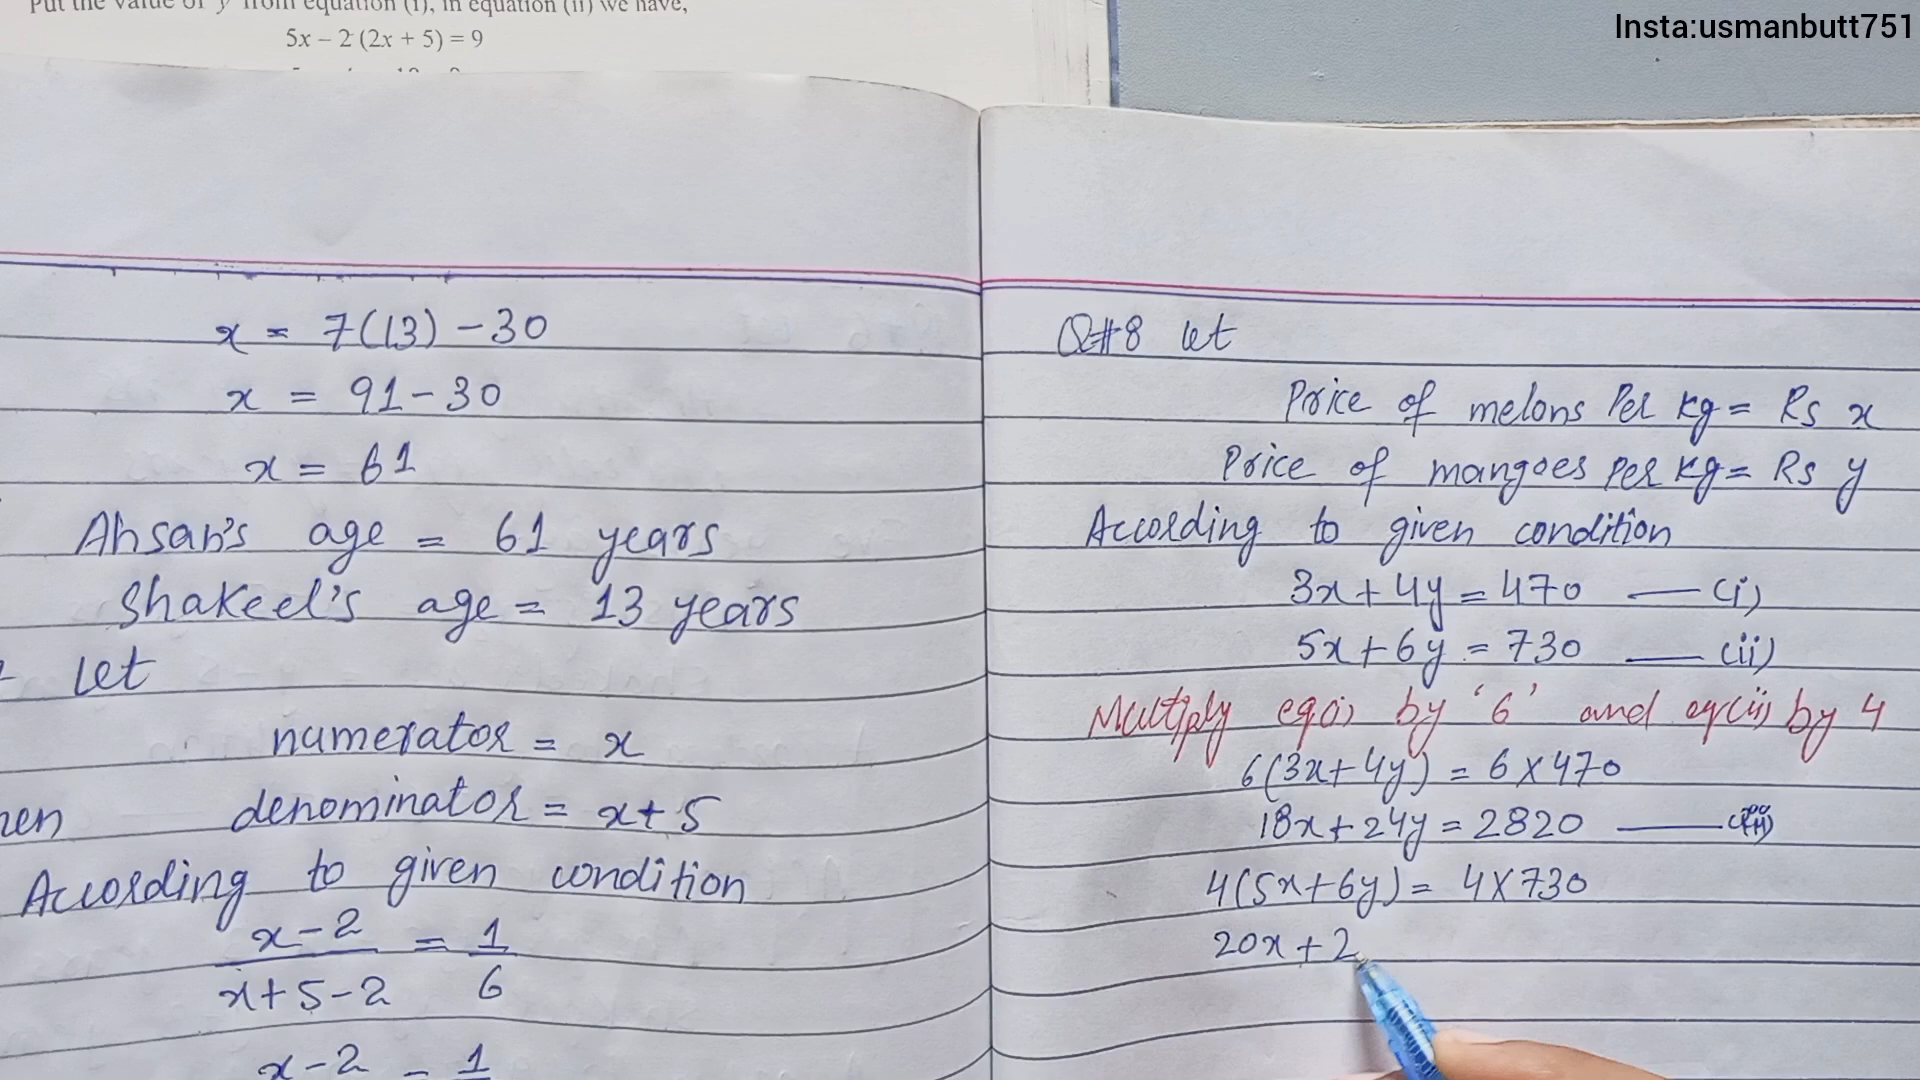 Put the value of y from equation (i), in equation (ii) we have,
5x – 2 (2x + 5) = 9
Insta:usmanbutt751
x = 7(13) - 30
x = 91 - 30
x = 61
Ahsan's age = 61 years
Shakeel's age = 13 years
Let
numerator = x
denominator = x + 5
According to given condition
x - 2 / x + 5 - 2 = 1 / 6
x - 2 - 1
Q#8 let
Price of melons Per Kg = Rs x
Price of mangoes Per Kg = Rs y
According to given condition
3x + 4y = 470 — (i)
5x + 6y = 730 — (ii)
Multiply eq(i) by '6' and eq(ii) by 4
6(3x + 4y) = 6 × 470
18x + 24y = 2820 — (iii)
4(5x + 6y) = 4 × 730
20x + 2